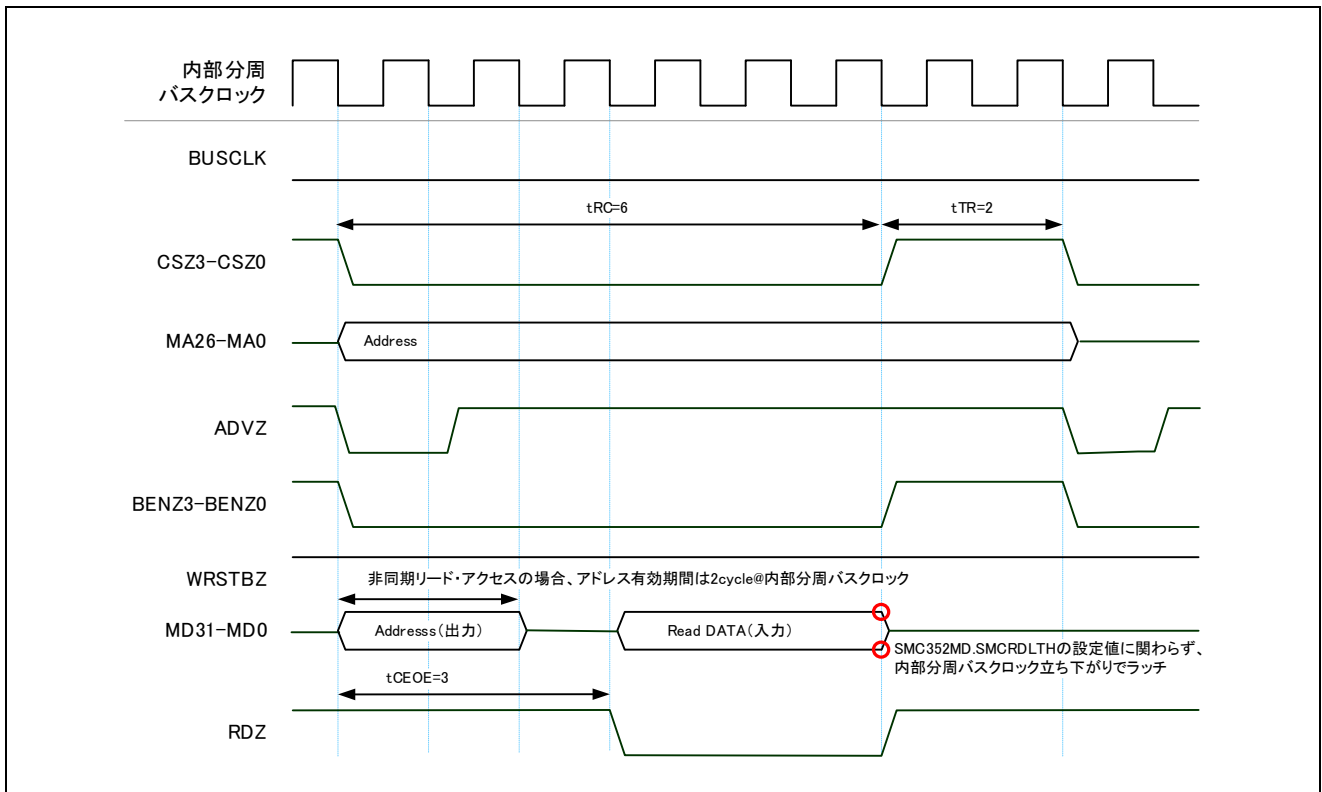 内部分周
バスクロック
BUSCLK
tRC=6
tTR=2
CSZ3-CSZ0
MA26-MA0
Address
ADVZ
BENZ3-BENZ0
WRSTBZ
非同期リード・アクセスの場合、アドレス有効期間は2cycle@内部分周バスクロック
MD31-MD0
Addresss(出力)
Read DATA(入力)
SMC352MD.SMCRDLTHの設定値に関わらず、
内部分周バスクロック立ち下がりでラッチ
tCEOE=3
RDZ